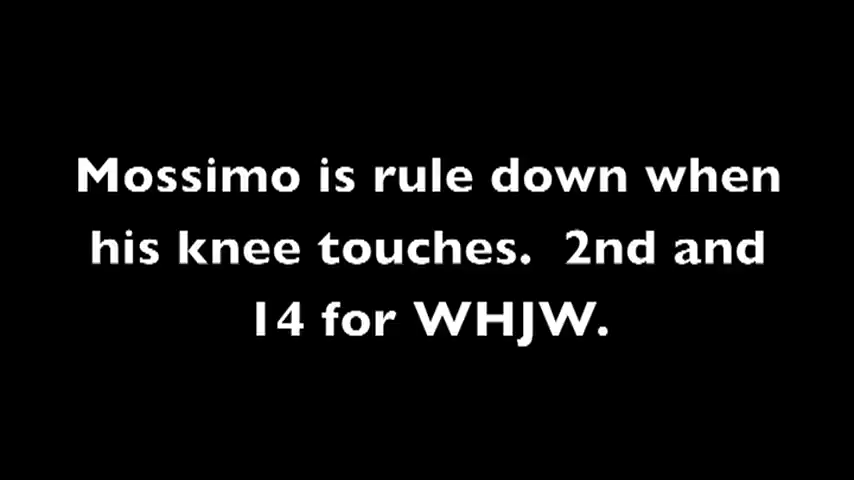 Mossimo is rule down when
his knee touches.  2nd and
14 for WHJW.